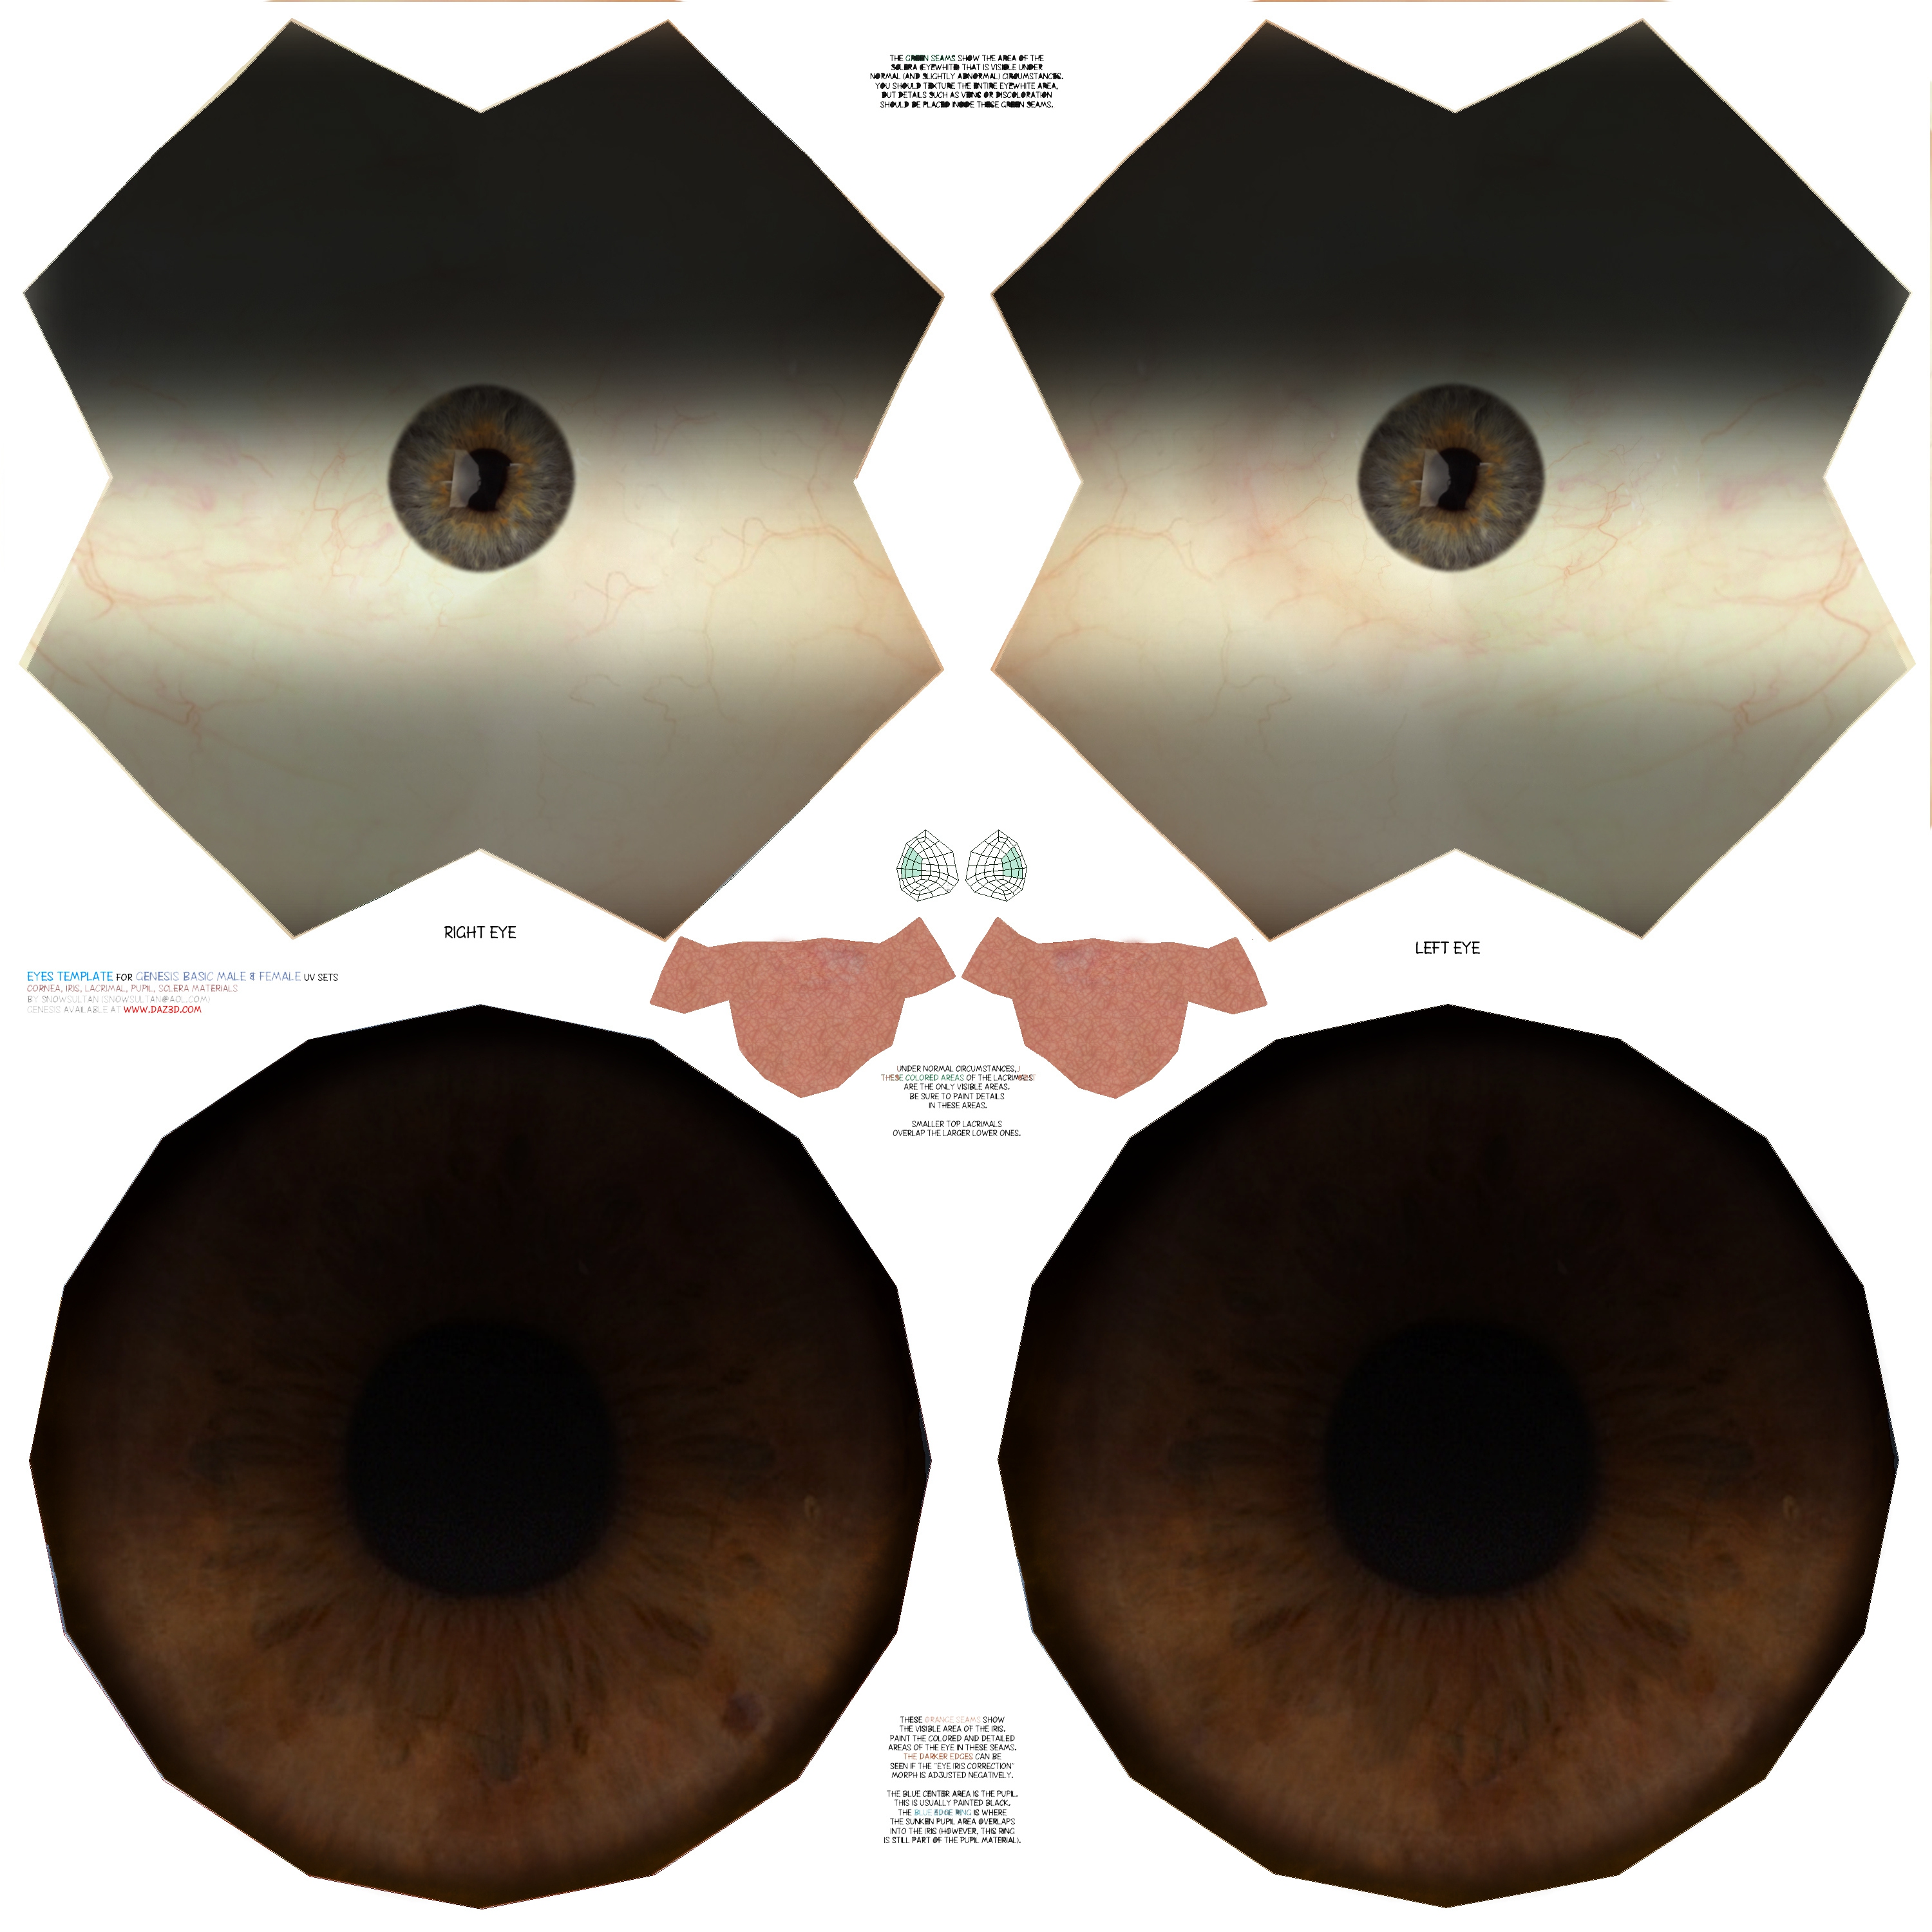 THE GREEN SEAMS SHOW THE AREA OF THE
SCLERA (EYEWHITE) THAT IS VISIBLE UNDER
NORMAL (AND SLIGHTLY ABNORMAL) CIRCUMSTANCES.
YOU SHOULD TEXTURE THE ENTIRE EYEWHITE AREA,
BUT DETAILS SUCH AS VEINS OR DISCOLORATION
SHOULD BE PLACED INSIDE THESE GREEN SEAMS.
RIGHT EYE
LEFT EYE
EYES TEMPLATE FOR GENESIS BASIC MALE & FEMALE UV SETS
CORNEA, IRIS, LACRIMAL, PUPIL, SCLERA MATERIALS
BY SNOWSULTAN (SNOWSULTAN@AOL.COM)
GENESIS AVAILABLE AT WWW.DAZ3D.COM
UNDER NORMAL CIRCUMSTANCES,
THESE COLORED AREAS OF THE LACRIMALS
ARE THE ONLY VISIBLE AREAS.
BE SURE TO PAINT DETAILS
IN THESE AREAS.
SMALLER TOP LACRIMALS
OVERLAP THE LARGER LOWER ONES.
THESE ORANGE SEAMS SHOW
THE VISIBLE AREA OF THE IRIS.
PAINT THE COLORED AND DETAILED
AREAS OF THE EYE IN THESE SEAMS.
THE DARKER EDGES CAN BE
SEEN IF THE "EYE IRIS CORRECTION"
MORPH IS ADJUSTED NEGATIVELY.
THE BLUE CENTER AREA IS THE PUPIL.
THIS IS USUALLY PAINTED BLACK.
THE BLUE EDGE RING IS WHERE
THE SUNKEN PUPIL AREA OVERLAPS
INTO THE IRIS (HOWEVER, THIS RING
IS STILL PART OF THE PUPIL MATERIAL).